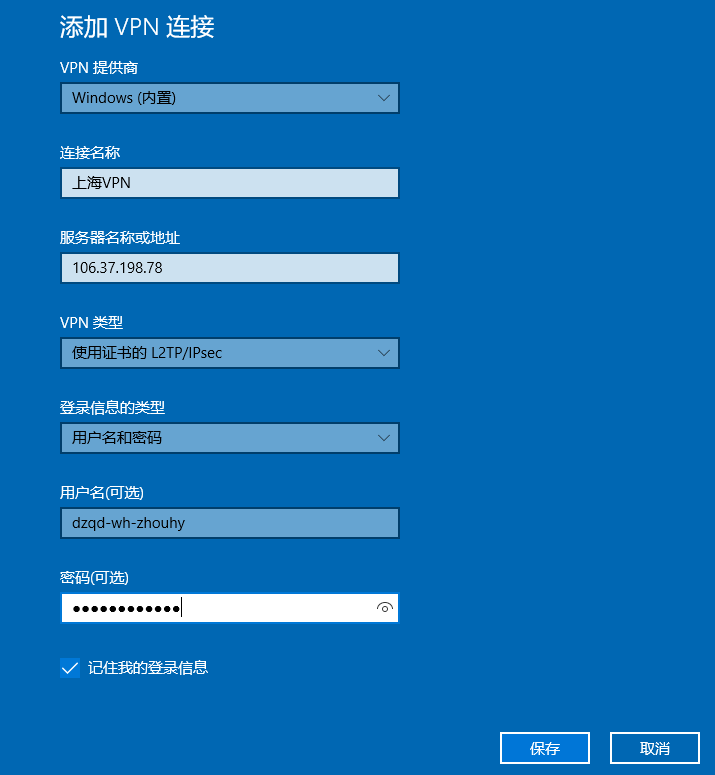 添加 VPN 连接
VPN 提供商
Windows (内置)
连接名称
上海VPN
服务器名称或地址
106.37.198.78
VPN 类型
使用证书的 L2TP/IPsec
登录信息的类型
用户名和密码
用户名(可选)
dzqd-wh-zhouhy
密码(可选)
●●●●●●●●●●●●
记住我的登录信息
保存 取消